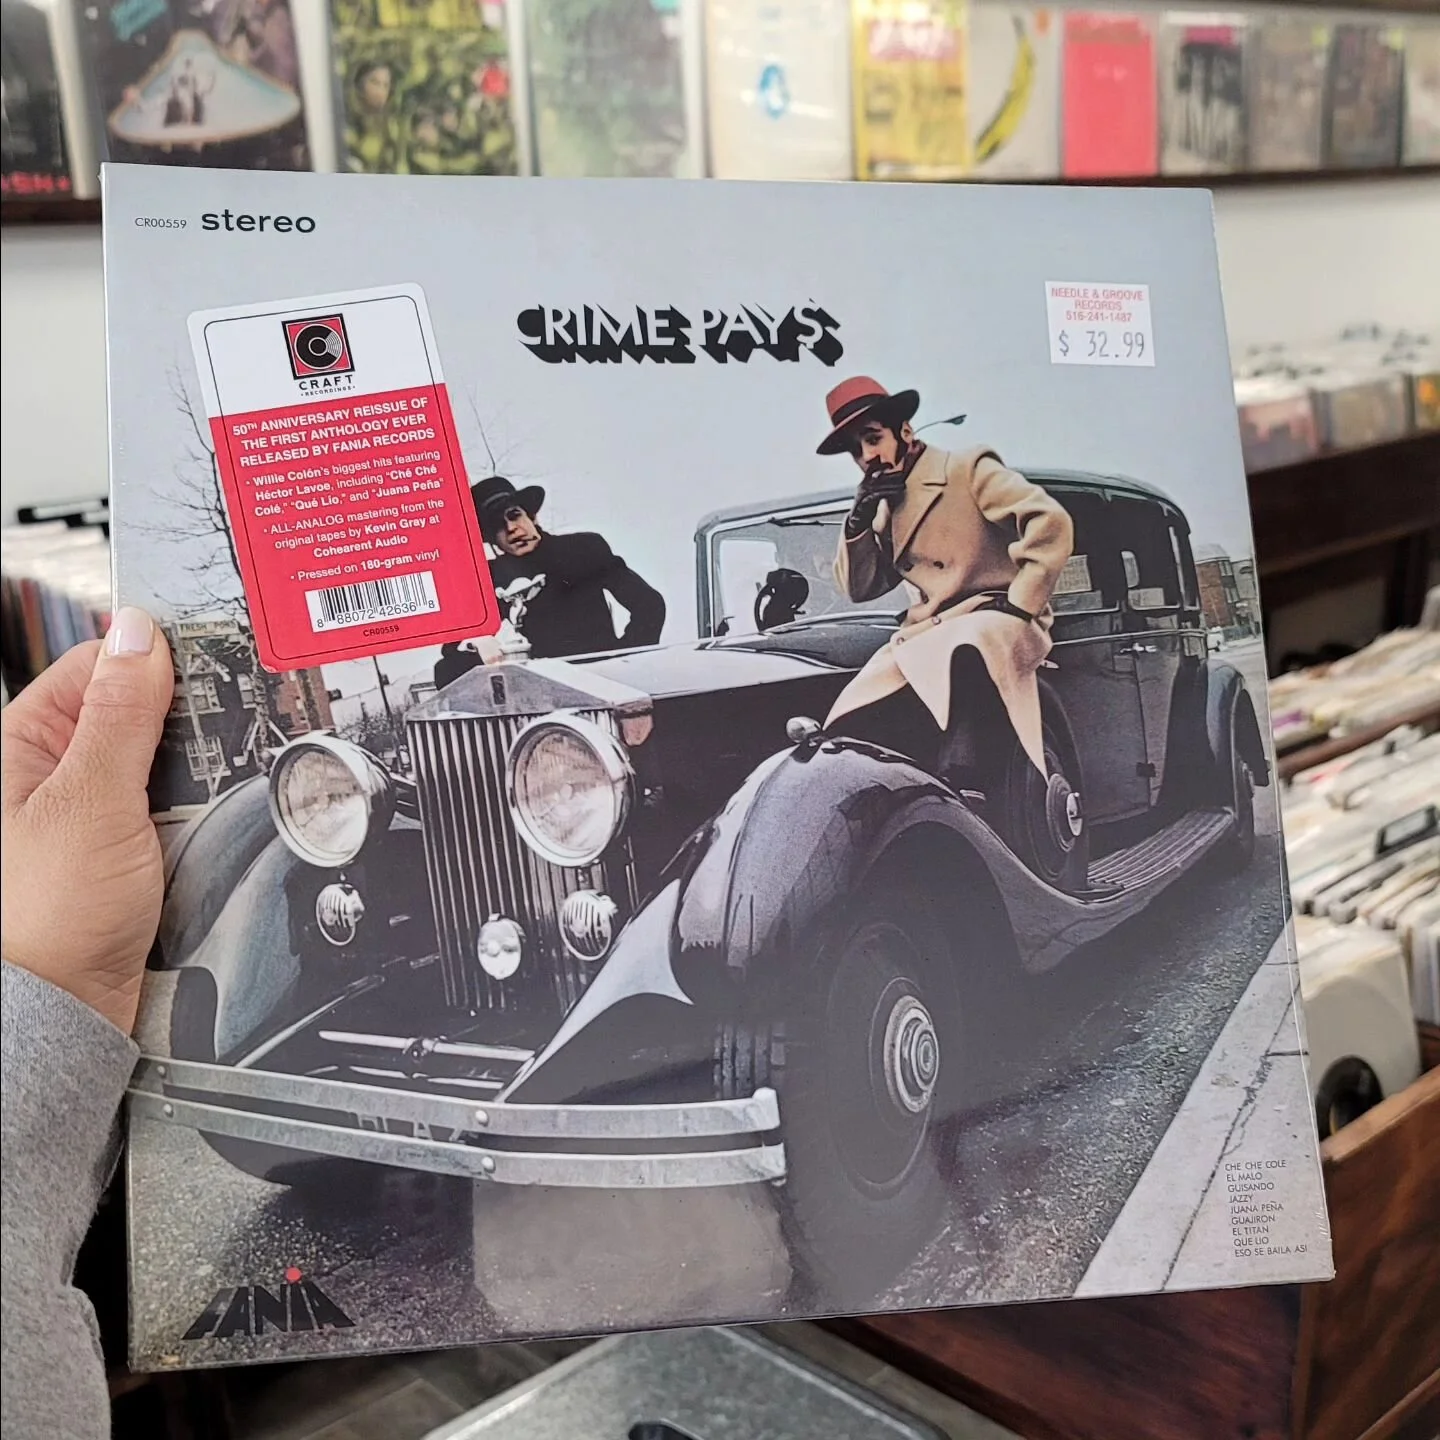 CR00559 stereo
CRIME PAYS
NEEDLE & GROOVE
RECORDS
516-241-1487
$ 32.99
CRAFT
• RECORDINGS •
50TH ANNIVERSARY REISSUE OF
THE FIRST ANTHOLOGY EVER
RELEASED BY FANIA RECORDS
• Willie Colón's biggest hits featuring
Héctor Lavoe, including "Ché Ché
Colé," "Qué Lío," and "Juana Peña"
• ALL-ANALOG mastering from the
original tapes by Kevin Gray at
Cohearent Audio
• Pressed on 180-gram vinyl
8 88072 42636 8
CR00559
FRESH POND
CHE CHE COLE
EL MALO
GUISANDO
JAZZY
JUANA PEÑA
GUAJIRON
EL TITAN
QUE LIO
ESO SE BAILA ASI
FANIA